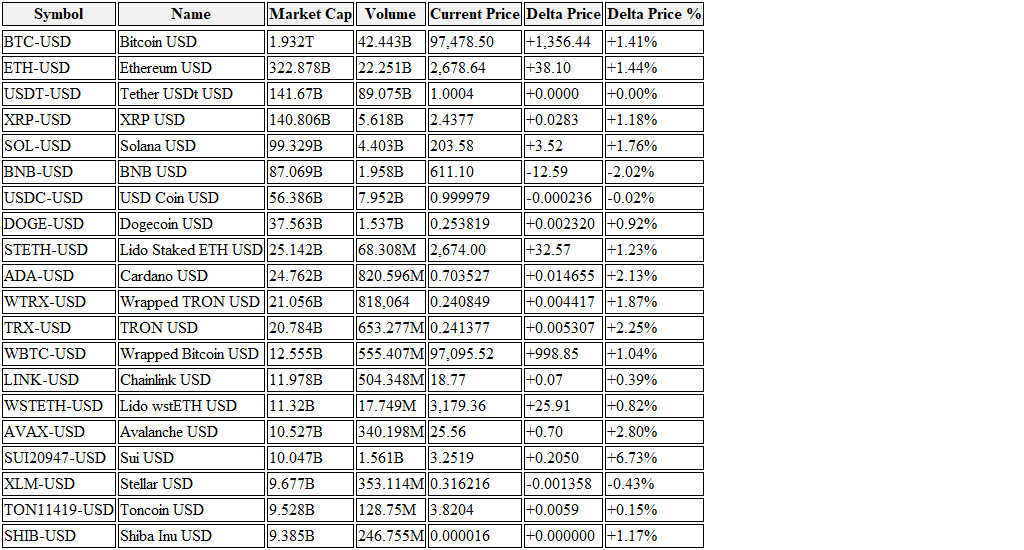 Symbol Name Market Cap Volume Current Price Delta Price Delta Price %
BTC-USD Bitcoin USD 1.932T 42.443B 97,478.50 +1,356.44 +1.41%
ETH-USD Ethereum USD 322.878B 22.251B 2,678.64 +38.10 +1.44%
USDT-USD Tether USDt USD 141.67B 89.075B 1.0004 +0.0000 +0.00%
XRP-USD XRP USD 140.806B 5.618B 2.4377 +0.0283 +1.18%
SOL-USD Solana USD 99.329B 4.403B 203.58 +3.52 +1.76%
BNB-USD BNB USD 87.069B 1.958B 611.10 -12.59 -2.02%
USDC-USD USD Coin USD 56.386B 7.952B 0.999979 -0.000236 -0.02%
DOGE-USD Dogecoin USD 37.563B 1.537B 0.253819 +0.002320 +0.92%
STETH-USD Lido Staked ETH USD 25.142B 68.308M 2,674.00 +32.57 +1.23%
ADA-USD Cardano USD 24.762B 820.596M 0.703527 +0.014655 +2.13%
WTRX-USD Wrapped TRON USD 21.056B 818,064 0.240849 +0.004417 +1.87%
TRX-USD TRON USD 20.784B 653.277M 0.241377 +0.005307 +2.25%
WBTC-USD Wrapped Bitcoin USD 12.555B 555.407M 97,095.52 +998.85 +1.04%
LINK-USD Chainlink USD 11.978B 504.348M 18.77 +0.07 +0.39%
WSTETH-USD Lido wstETH USD 11.32B 17.749M 3,179.36 +25.91 +0.82%
AVAX-USD Avalanche USD 10.527B 340.198M 25.56 +0.70 +2.80%
SUI20947-USD Sui USD 10.047B 1.561B 3.2519 +0.2050 +6.73%
XLM-USD Stellar USD 9.677B 353.114M 0.316216 -0.001358 -0.43%
TON11419-USD Toncoin USD 9.528B 128.75M 3.8204 +0.0059 +0.15%
SHIB-USD Shiba Inu USD 9.385B 246.755M 0.000016 +0.000000 +1.17%